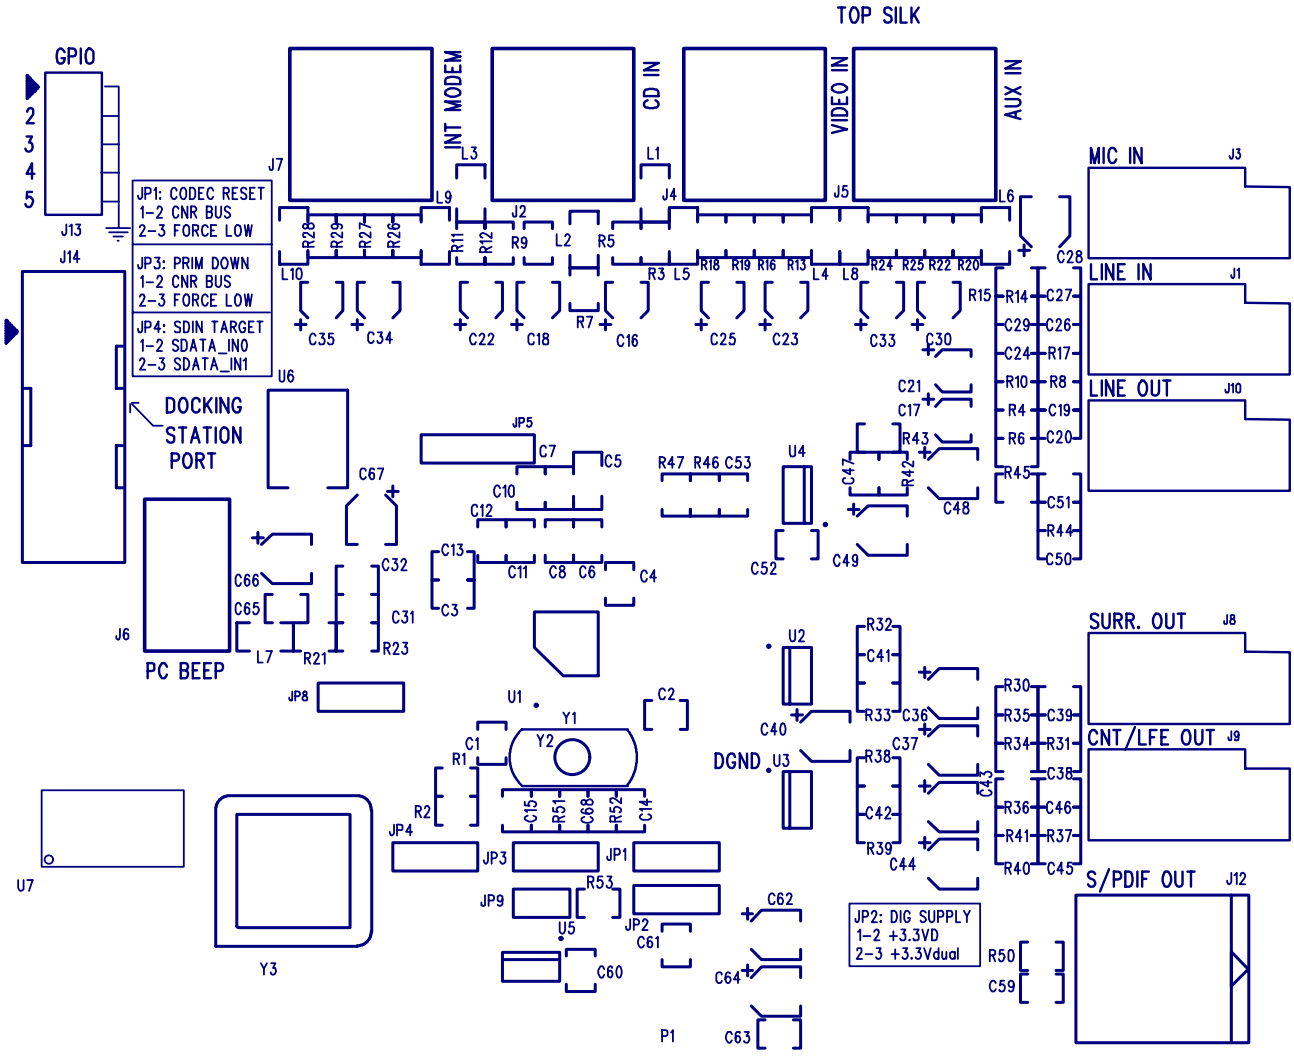 TOP SILK
GPIO
2
3
4
5
J13
J14
INT MODEM
CD IN
VIDEO IN
AUX IN
J7
L3
L1
J4
J5
L6
L9
J2
JP1: CODEC RESET
1-2 CNR BUS
2-3 FORCE LOW
JP3: PRIM DOWN
1-2 CNR BUS
2-3 FORCE LOW
JP4: SDIN TARGET
1-2 SDATA_IN0
2-3 SDATA_IN1
R28
R29
R27
R26
R11
R12
R9
L2
R5
L10
R3
L5
R18
R19
R16
R13
L4
L8
R24
R25
R22
R20
MIC IN
J3
C28
C35
C34
C22
C18
R7
C16
C25
C23
C33
C30
LINE IN
J1
R15
R14
C27
C29
C26
C24
R17
R10
R8
R4
C19
R6
C20
LINE OUT
J10
C21
C17
U6
DOCKING
STATION
PORT
JP5
C7
C5
C10
C12
C11
C8
C6
C4
C67
R47
R46
C53
U4
R43
C47
R42
R45
C48
C51
R44
C50
C52
C49
C66
C65
C32
C31
R23
C13
C3
J6
PC BEEP
L7
R21
JP8
SURR. OUT
J8
R32
C41
R33
U2
C40
C36
C37
R30
R35
C39
R34
R31
C38
CNT/LFE OUT
J9
U1
C2
Y1
Y2
C1
R1
R2
DGND
U3
R38
C42
R39
C43
C44
R36
C46
R41
R37
R40
C45
C15
R51
C68
R52
C14
JP4
JP3
JP1
U7
Y3
JP9
R53
JP2
U5
C61
C60
C62
C64
C63
P1
JP2: DIG SUPPLY
1-2 +3.3VD
2-3 +3.3Vdual
S/PDIF OUT
J12
R50
C59